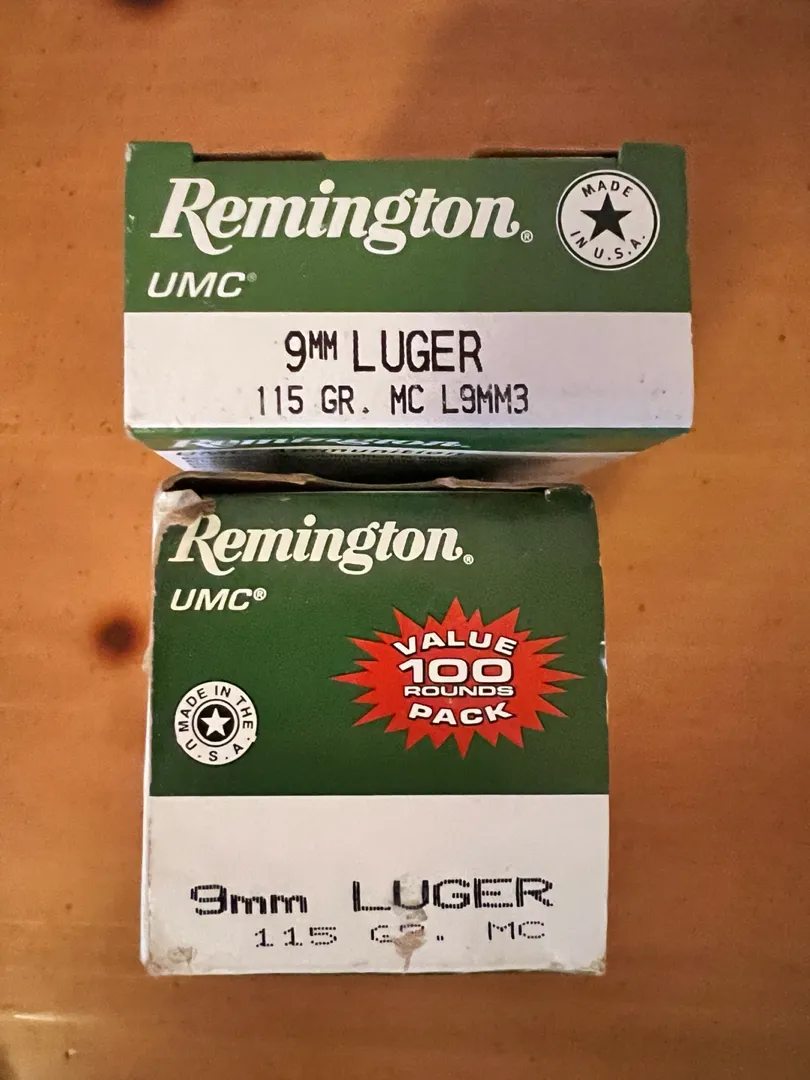 Remington®
MADE
IN U.S.A.
UMC®
9MM LUGER
115 GR. MC L9MM3
Remington
Remington®
UMC®
VALUE
100
ROUNDS
PACK
MADE IN THE
U.S.A.
9mm LUGER
115 GR. MC